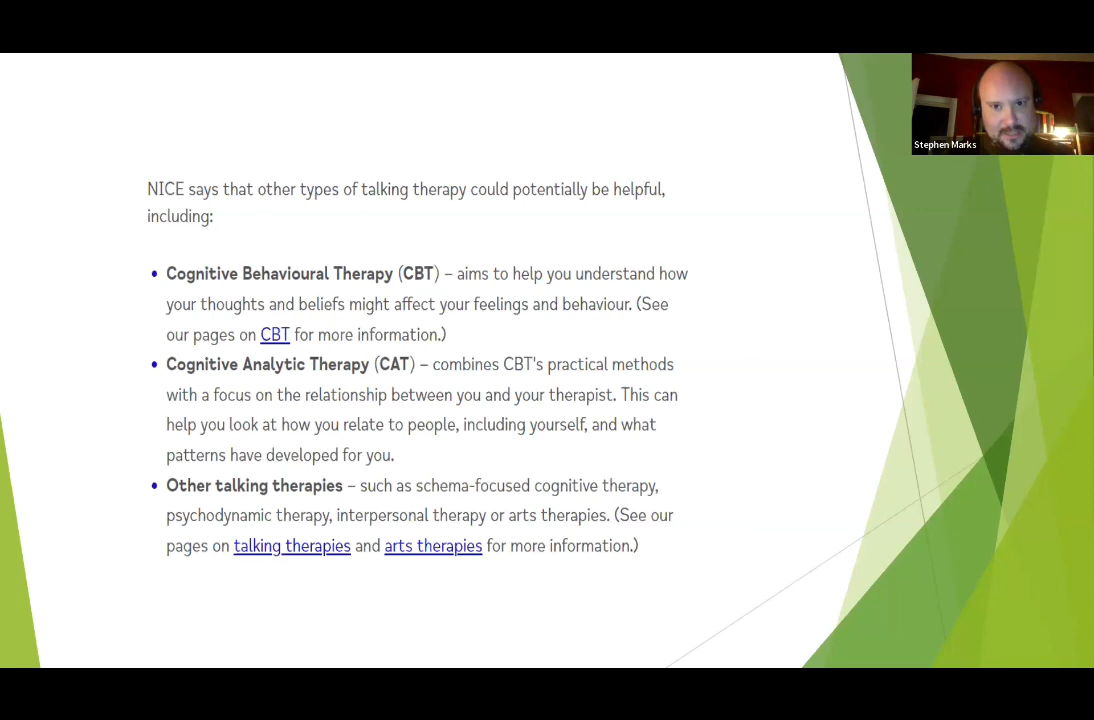 Stephen Marks
NICE says that other types of talking therapy could potentially be helpful,
including:
• Cognitive Behavioural Therapy (CBT) – aims to help you understand how
your thoughts and beliefs might affect your feelings and behaviour. (See
our pages on CBT for more information.)
• Cognitive Analytic Therapy (CAT) – combines CBT's practical methods
with a focus on the relationship between you and your therapist. This can
help you look at how you relate to people, including yourself, and what
patterns have developed for you.
• Other talking therapies – such as schema-focused cognitive therapy,
psychodynamic therapy, interpersonal therapy or arts therapies. (See our
pages on talking therapies and arts therapies for more information.)